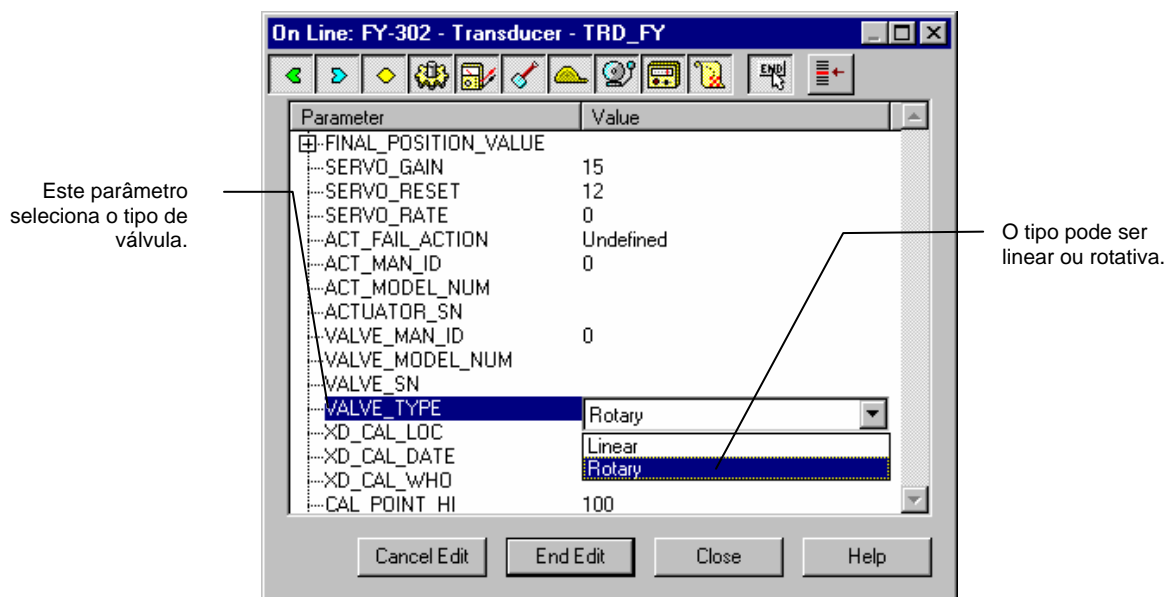 On Line: FY-302 - Transducer - TRD_FY
END
Parameter Value
FINAL_POSITION_VALUE
SERVO_GAIN 15
SERVO_RESET 12
SERVO_RATE 0
ACT_FAIL_ACTION Undefined
ACT_MAN_ID 0
ACT_MODEL_NUM
ACTUATOR_SN
VALVE_MAN_ID 0
VALVE_MODEL_NUM
VALVE_SN
VALVE_TYPE Rotary
XD_CAL_LOC Linear
XD_CAL_DATE Rotary
XD_CAL_WHO
CAL_POINT_HI 100
Cancel Edit End Edit Close Help
Este parâmetro
seleciona o tipo de
válvula.
O tipo pode ser
linear ou rotativa.